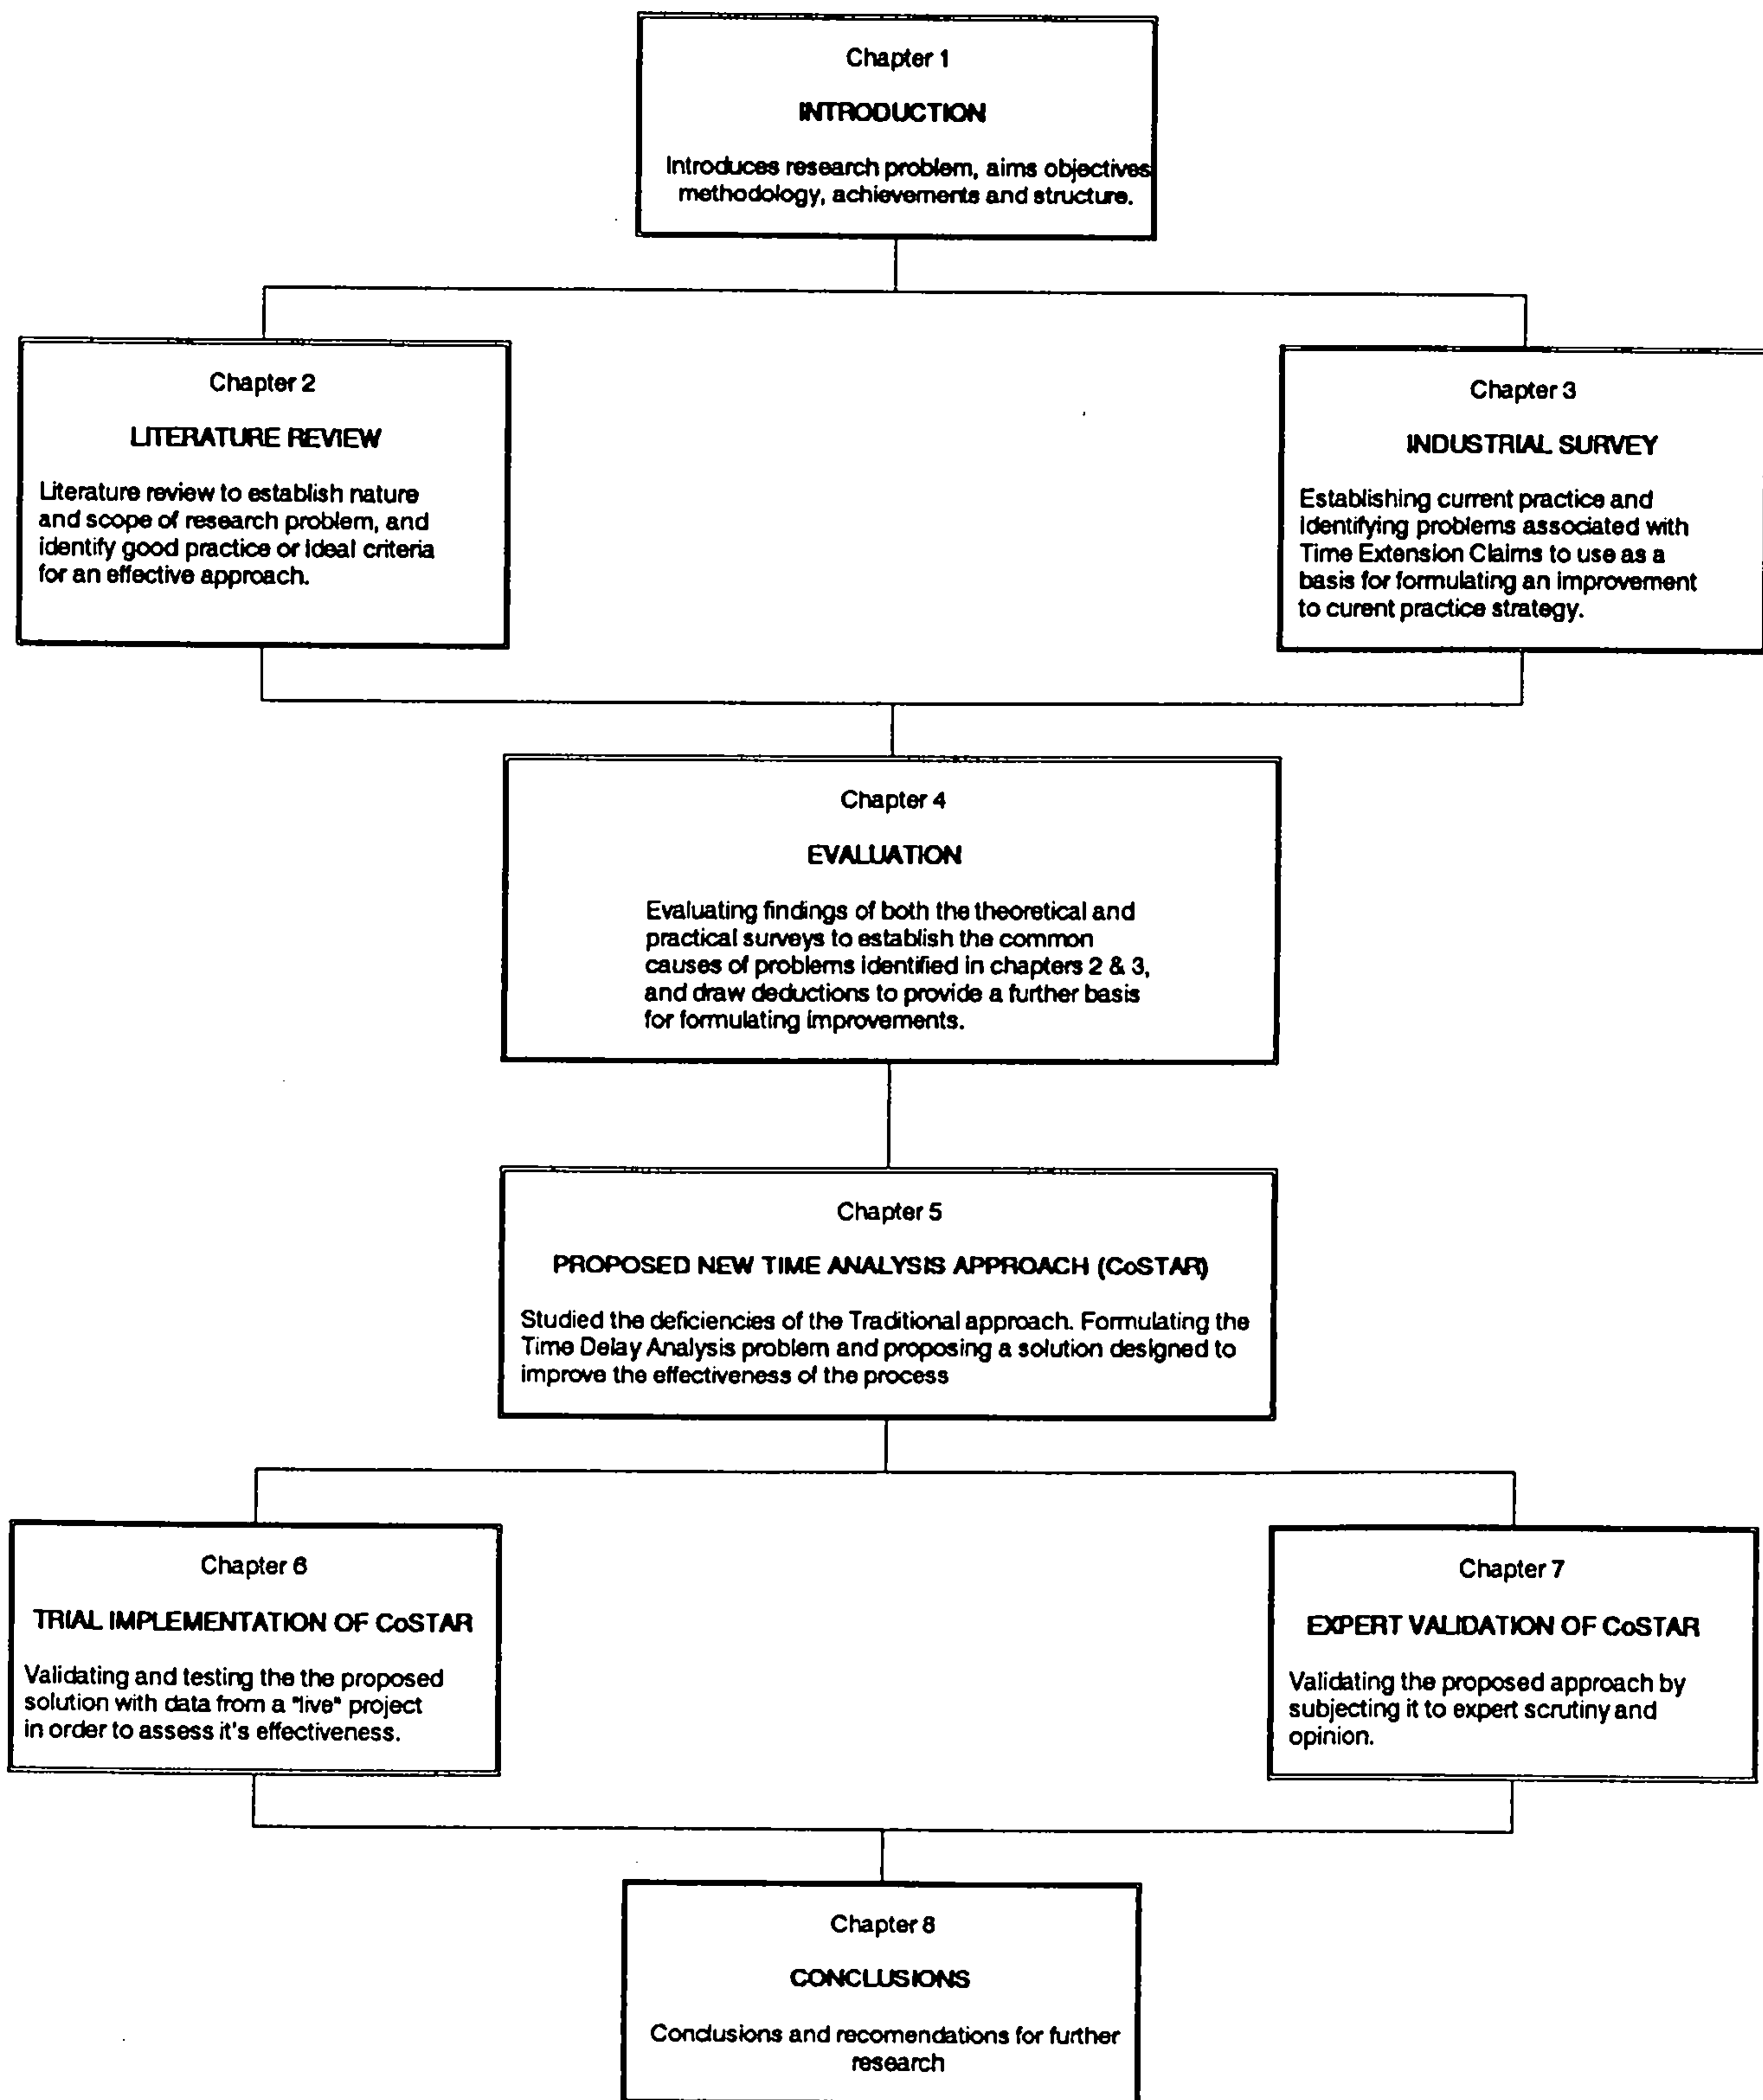 Chapter 1
INTRODUCTION
Introduces research problem, aims objectives
methodology, achievements and structure.
Chapter 2
LITERATURE REVIEW
Literature review to establish nature
and scope of research problem, and
identify good practice or ideal criteria
for an effective approach.
Chapter 3
INDUSTRIAL SURVEY
Establishing current practice and
identifying problems associated with
Time Extension Claims to use as a
basis for formulating an improvement
to curent practice strategy.
Chapter 4
EVALUATION
Evaluating findings of both the theoretical and
practical surveys to establish the common
causes of problems identified in chapters 2 & 3,
and draw deductions to provide a further basis
for formulating improvements.
Chapter 5
PROPOSED NEW TIME ANALYSIS APPROACH (CoSTAR)
Studied the deficiencies of the Traditional approach. Formulating the
Time Delay Analysis problem and proposing a solution designed to
improve the effectiveness of the process
Chapter 6
TRIAL IMPLEMENTATION OF CoSTAR
Validating and testing the the proposed
solution with data from a "live" project
in order to assess it's effectiveness.
Chapter 7
EXPERT VALIDATION OF CoSTAR
Validating the proposed approach by
subjecting it to expert scrutiny and
opinion.
Chapter 8
CONCLUSIONS
Conclusions and recomendations for further
research